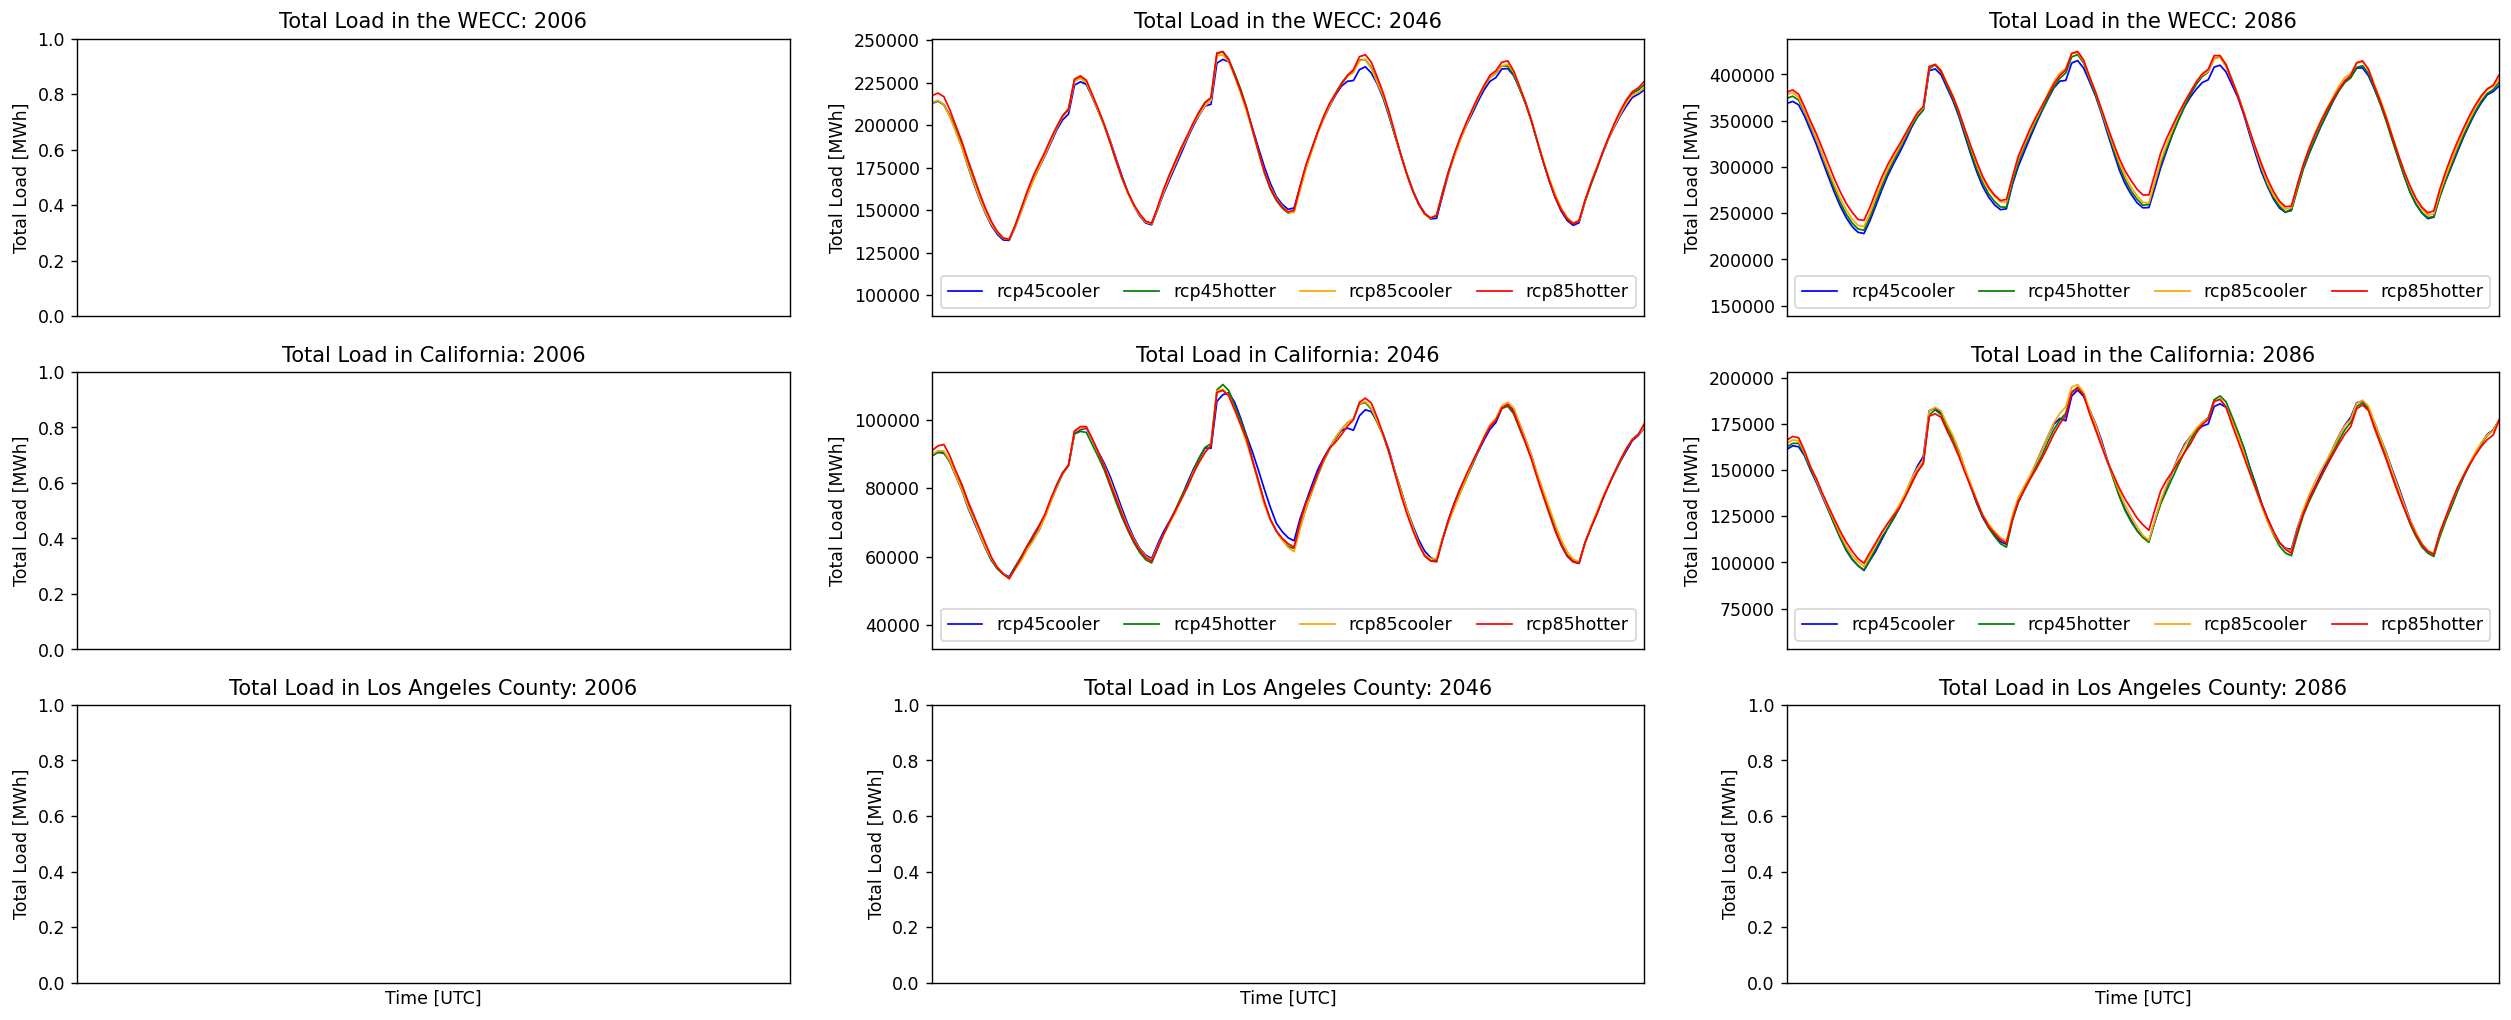 Total Load in the WECC: 2006
1.0
0.8
0.6
0.4
0.2
0.0
Total Load [MWh]
Total Load in the WECC: 2046
250000
225000
200000
175000
150000
125000
100000
Total Load [MWh]
rcp45cooler rcp45hotter rcp85cooler rcp85hotter
Total Load in the WECC: 2086
400000
350000
300000
250000
200000
150000
Total Load [MWh]
rcp45cooler rcp45hotter rcp85cooler rcp85hotter
Total Load in California: 2006
1.0
0.8
0.6
0.4
0.2
0.0
Total Load [MWh]
Total Load in California: 2046
100000
80000
60000
40000
Total Load [MWh]
rcp45cooler rcp45hotter rcp85cooler rcp85hotter
Total Load in the California: 2086
200000
175000
150000
125000
100000
75000
Total Load [MWh]
rcp45cooler rcp45hotter rcp85cooler rcp85hotter
Total Load in Los Angeles County: 2006
1.0
0.8
0.6
0.4
0.2
0.0
Total Load [MWh]
Time [UTC]
Total Load in Los Angeles County: 2046
1.0
0.8
0.6
0.4
0.2
0.0
Total Load [MWh]
Time [UTC]
Total Load in Los Angeles County: 2086
1.0
0.8
0.6
0.4
0.2
0.0
Total Load [MWh]
Time [UTC]